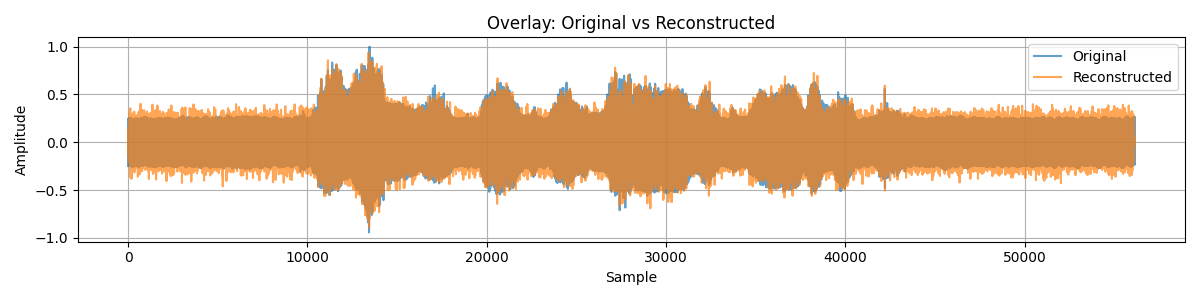 Overlay: Original vs Reconstructed
Original
Reconstructed
1.0
0.5
0.0
−0.5
−1.0
Amplitude
0 10000 20000 30000 40000 50000
Sample